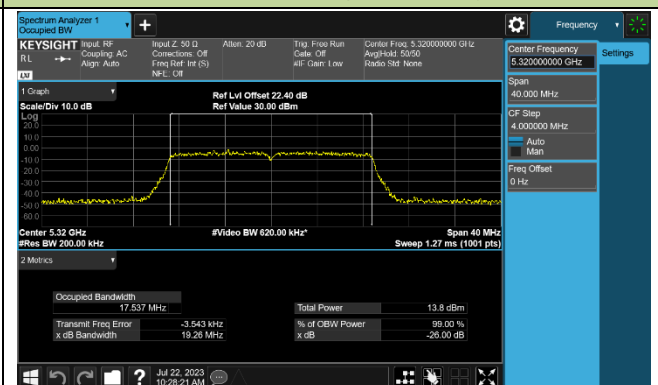 Spectrum Analyzer 1
Occupied BW
+
Frequency
KEYSIGHT
RL
LXI
Input: RF
Coupling: AC
Align: Auto
Input Z: 50 Ω
Corrections: Off
Freq Ref: Int (S)
NFE: Off
Atten: 20 dB
Trig: Free Run
Gate: Off
#IF Gain: Low
Center Freq: 5.320000000 GHz
Avg|Hold: 50/50
Radio Std: None
Center Frequency
5.320000000 GHz
Settings
Span
40.000 MHz
CF Step
4.000000 MHz
Auto
Man
Freq Offset
0 Hz
1 Graph
Scale/Div 10.0 dB
Ref Lvl Offset 22.40 dB
Ref Value 30.00 dBm
Log
20.0
10.0
0.00
-10.0
-20.0
-30.0
-40.0
-50.0
-60.0
Center 5.32 GHz
#Res BW 200.00 kHz
#Video BW 620.00 kHz*
Span 40 MHz
Sweep 1.27 ms (1001 pts)
2 Metrics
Occupied Bandwidth
17.537 MHz
Total Power 13.8 dBm
Transmit Freq Error -3.543 kHz
% of OBW Power 99.00 %
x dB Bandwidth 19.26 MHz
x dB -26.00 dB
?
Jul 22, 2023
10:28:21 AM